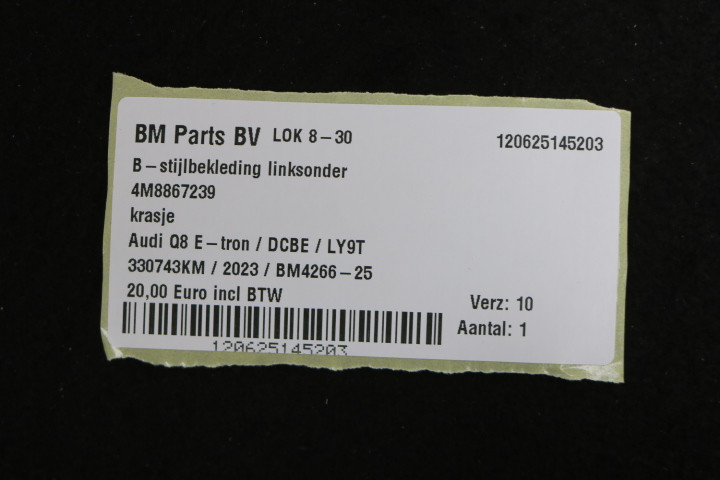 BM Parts BV LOK 8-30 120625145203
B-stijlbekleding linksonder
4M8867239
krasje
Audi Q8 E-tron / DCBE / LY9T
330743KM / 2023 / BM4266-25
20,00 Euro incl BTW
Verz: 10
Aantal: 1
120625145203